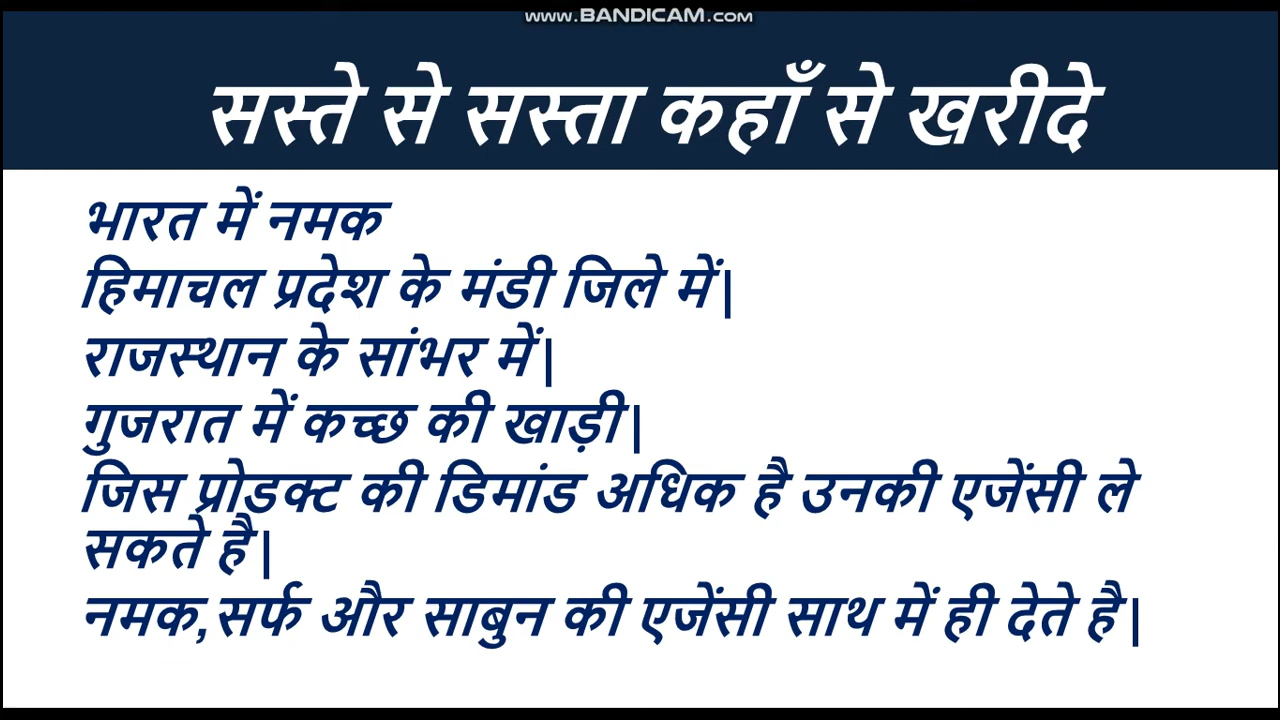 www.BANDICAM.com
सस्ते से सस्ता कहाँ से खरीदे
भारत में नमक
हिमाचल प्रदेश के मंडी जिले में|
राजस्थान के सांभर में|
गुजरात में कच्छ की खाड़ी|
जिस प्रोडक्ट की डिमांड अधिक है उनकी एजेंसी ले
सकते है|
नमक,सर्फ और साबुन की एजेंसी साथ में ही देते है|